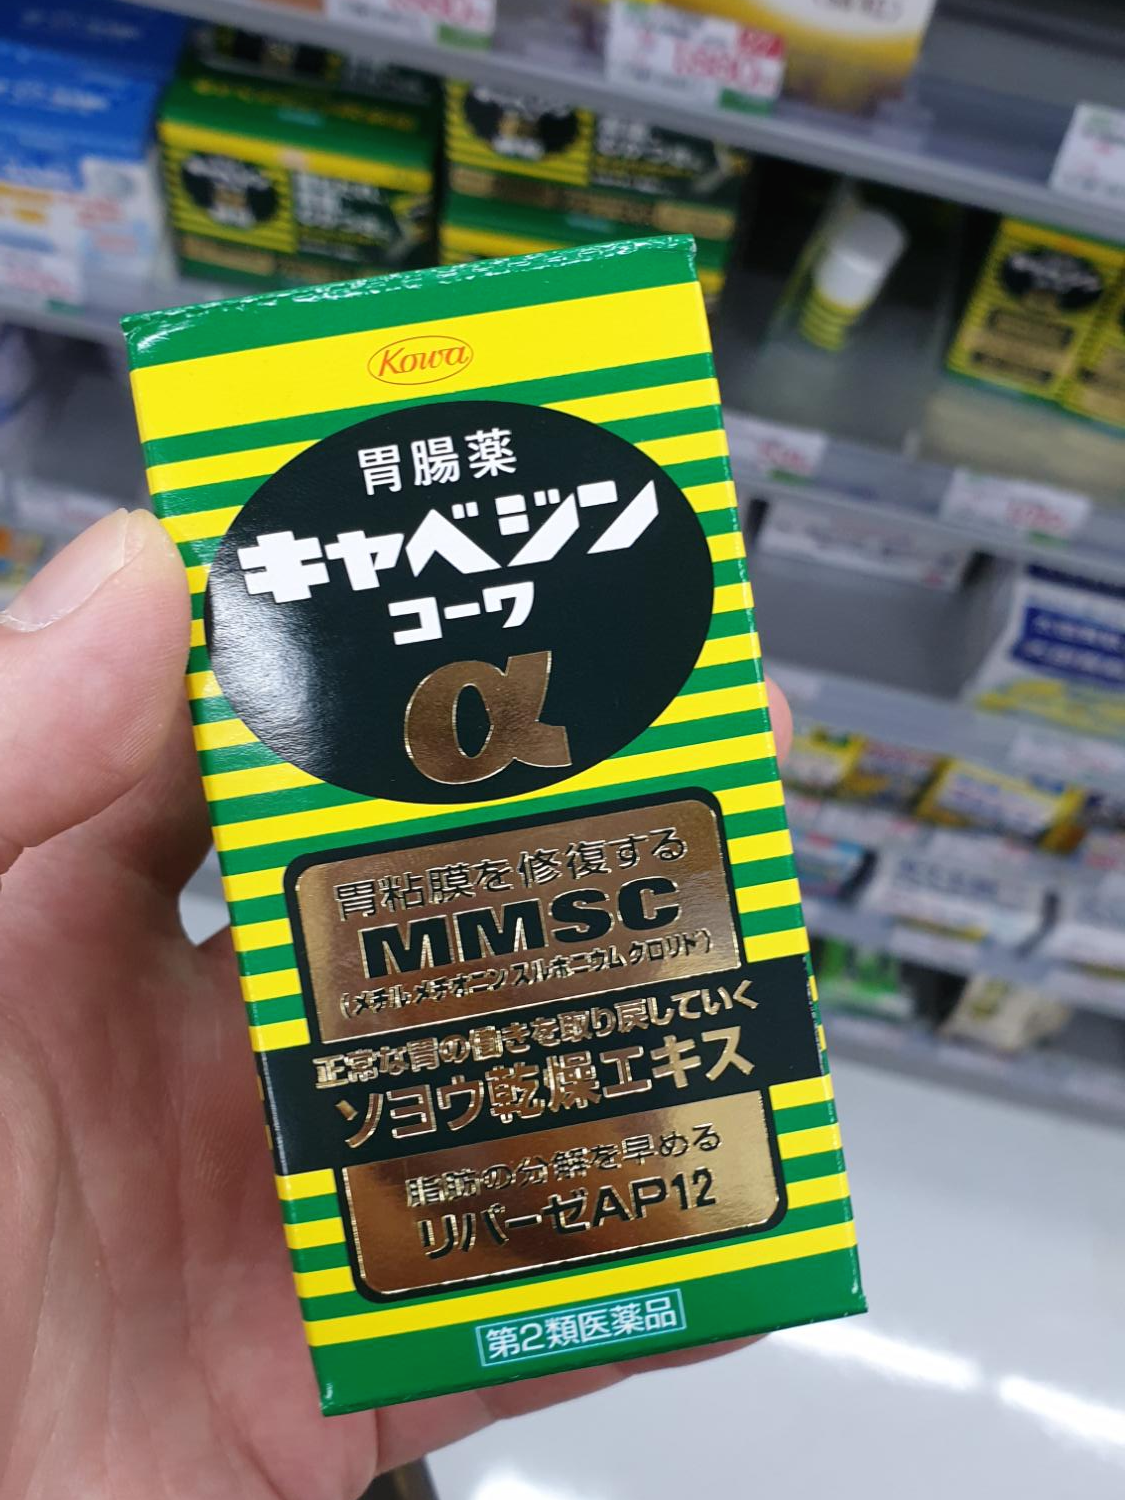 Kowa
胃腸薬
キャベジン
コーワ
α
胃粘膜を修復する
MMSC
(メチルメチオニンスルホニウムクロリド)
正常な胃の働きを取り戻していく
ソヨウ乾燥エキス
脂肪の分解を早める
リパーゼAP12
第2類医薬品